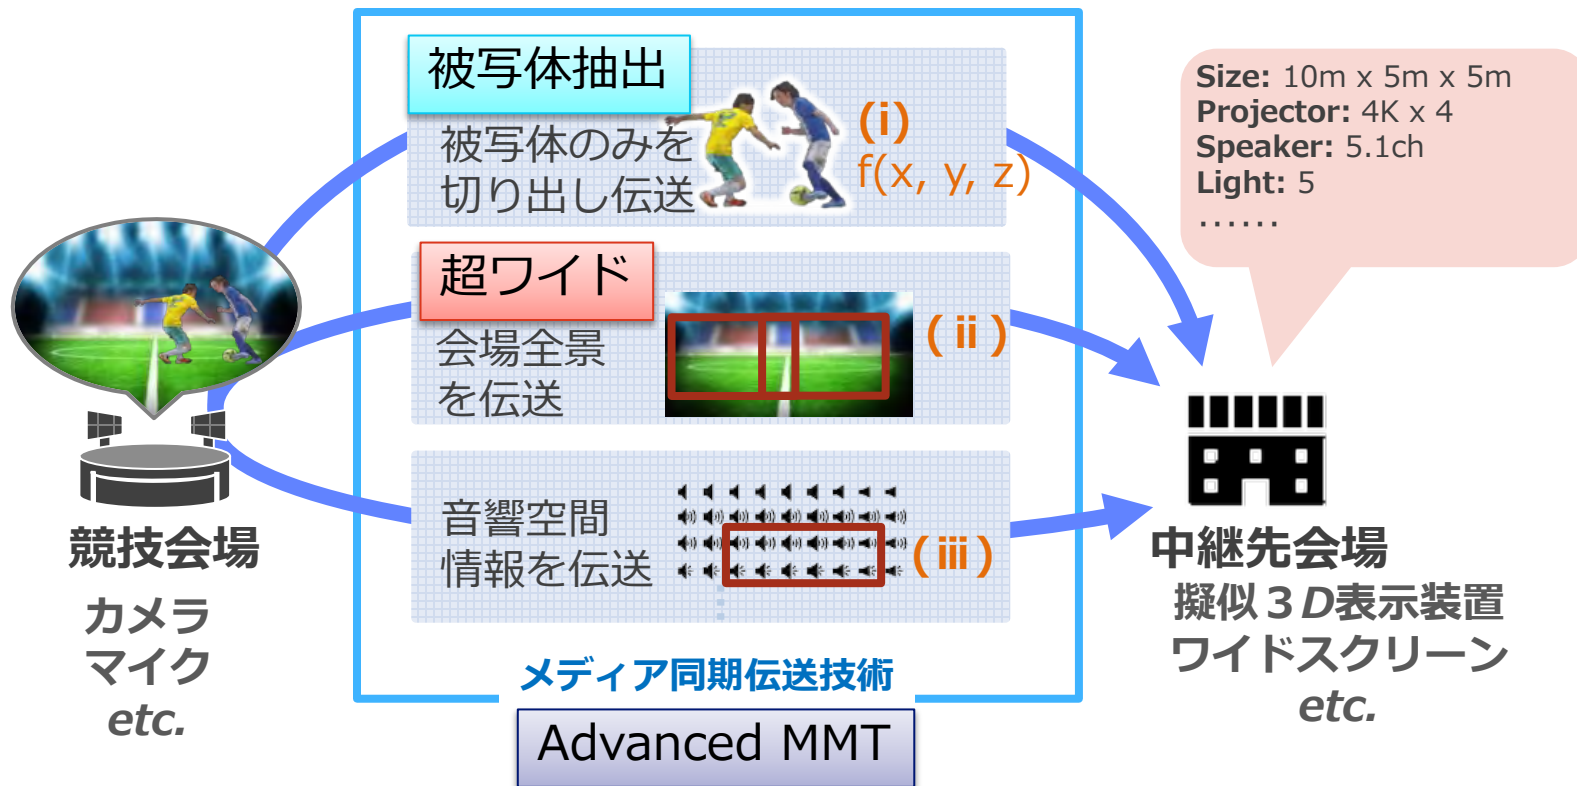 被写体抽出
被写体のみを
切り出し伝送
(i)
f(x, y, z)
超ワイド
会場全景
を伝送
(ii)
音響空間
情報を伝送
(iii)
メディア同期伝送技術
Advanced MMT
競技会場
カメラ
マイク
etc.
Size: 10m x 5m x 5m
Projector: 4K x 4
Speaker: 5.1ch
Light: 5
......
中継先会場
擬似３D表示装置
ワイドスクリーン
etc.